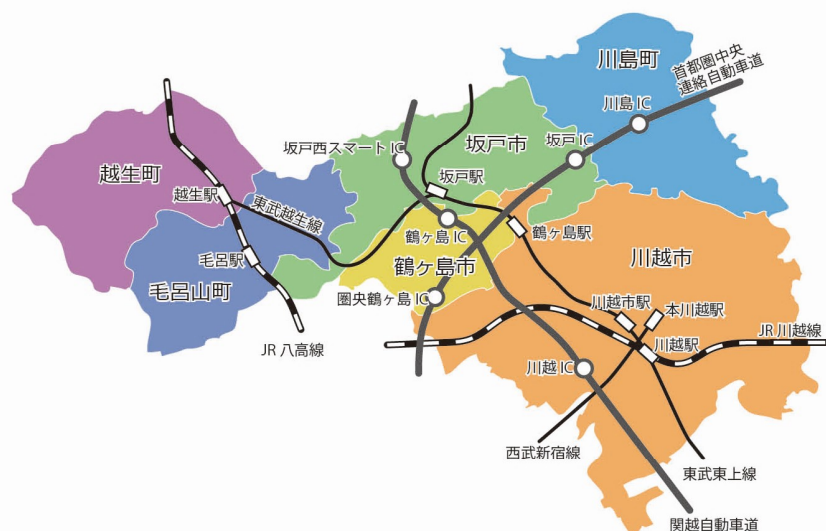 川島町
首都圏中央
連絡自動車道
川島 IC
坂戸西スマート IC
坂戸市
坂戸 IC
越生町
坂戸駅
越生駅
東武越生線
鶴ヶ島 IC
鶴ヶ島駅
毛呂駅
鶴ヶ島市
川越市
毛呂山町
圏央鶴ヶ島 IC
川越市駅
本川越駅
JR 八高線
川越駅
JR 川越線
川越 IC
西武新宿線
東武東上線
関越自動車道